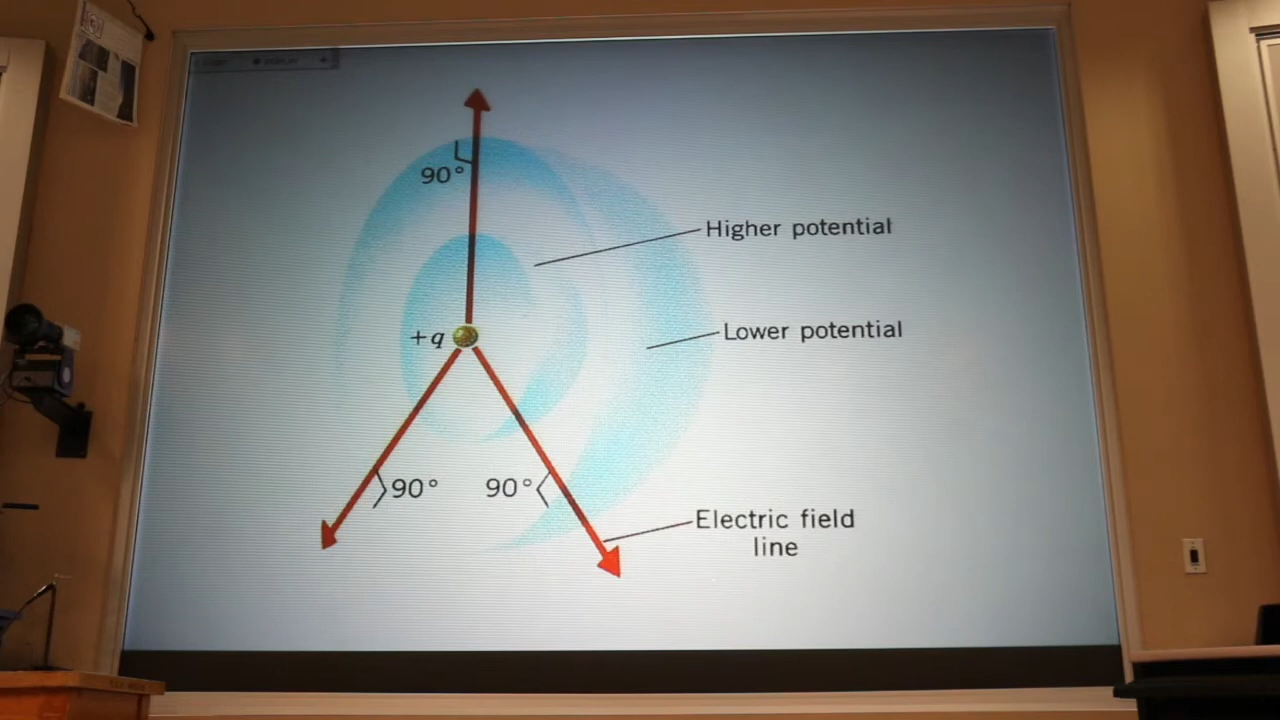 90°
Higher potential
+q
Lower potential
90°
90°
Electric field
line